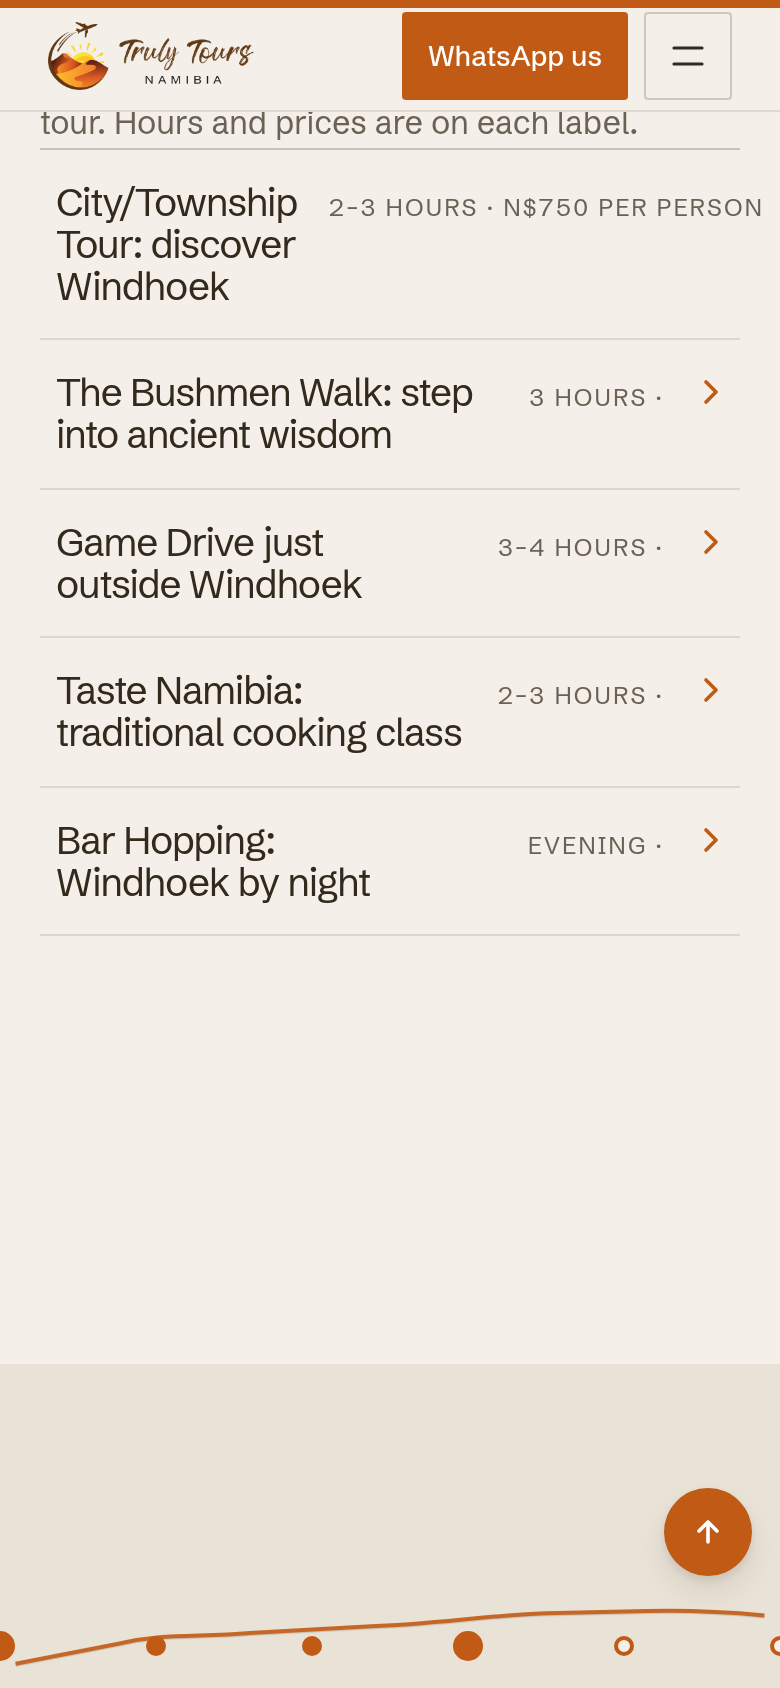 Truly Tours
NAMIBIA
WhatsApp us
tour. Hours and prices are on each label.
City/Township 2–3 HOURS · N$750 PER PERSON
Tour: discover
Windhoek
The Bushmen Walk: step 3 HOURS ·
into ancient wisdom
Game Drive just 3–4 HOURS ·
outside Windhoek
Taste Namibia: 2–3 HOURS ·
traditional cooking class
Bar Hopping: EVENING ·
Windhoek by night